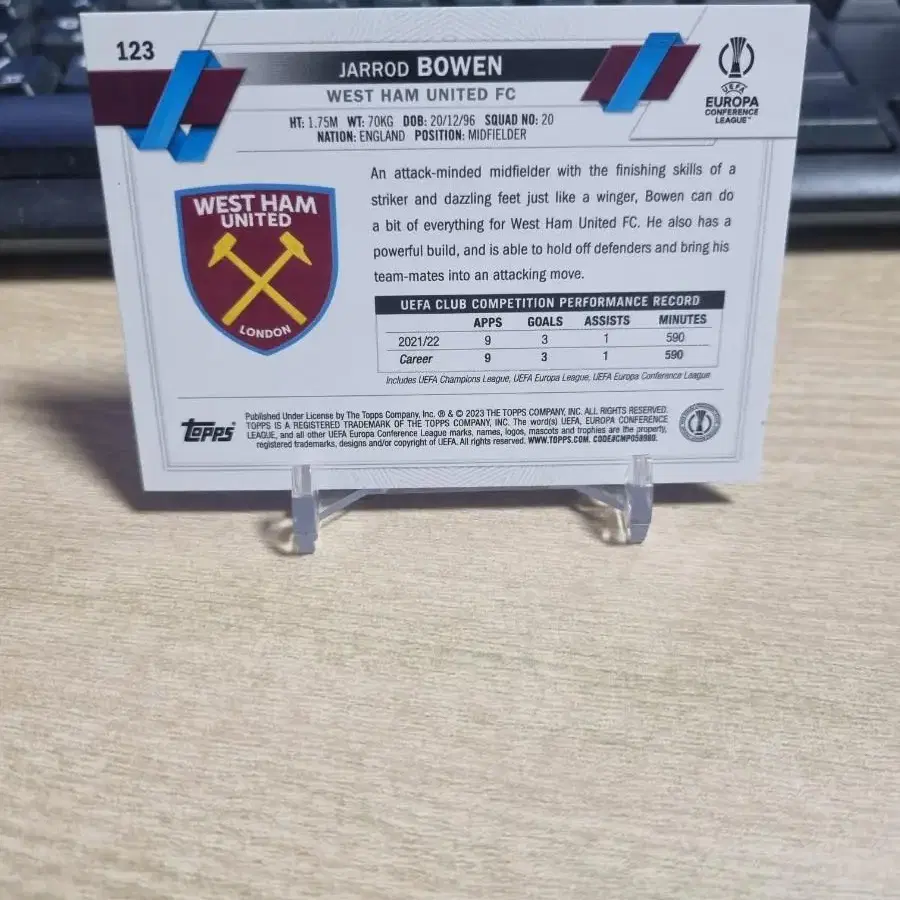 123
JARROD BOWEN
WEST HAM UNITED FC
HT: 1.75M WT: 70KG DOB: 20/12/96 SQUAD NO: 20
NATION: ENGLAND POSITION: MIDFIELDER
UEFA
EUROPA
CONFERENCE
LEAGUE™
WEST HAM
UNITED
LONDON
An attack-minded midfielder with the finishing skills of a
striker and dazzling feet just like a winger, Bowen can do
a bit of everything for West Ham United FC. He also has a
powerful build, and is able to hold off defenders and bring his
team-mates into an attacking move.
UEFA CLUB COMPETITION PERFORMANCE RECORD
APPS GOALS ASSISTS MINUTES
2021/22 9 3 1 590
Career 9 3 1 590
Includes UEFA Champions League, UEFA Europa League, UEFA Europa Conference League
topps
Published Under License by The Topps Company, Inc. ® & © 2023 THE TOPPS COMPANY, INC. ALL RIGHTS RESERVED.
TOPPS IS A REGISTERED TRADEMARK OF THE TOPPS COMPANY, INC. The word(s) UEFA, EUROPA CONFERENCE
LEAGUE, and all other UEFA Europa Conference League marks, names, logos, mascots and trophies are the property,
registered trademarks, designs and/or copyright of UEFA. All rights reserved. WWW.TOPPS.COM. CODE#CMP058980.